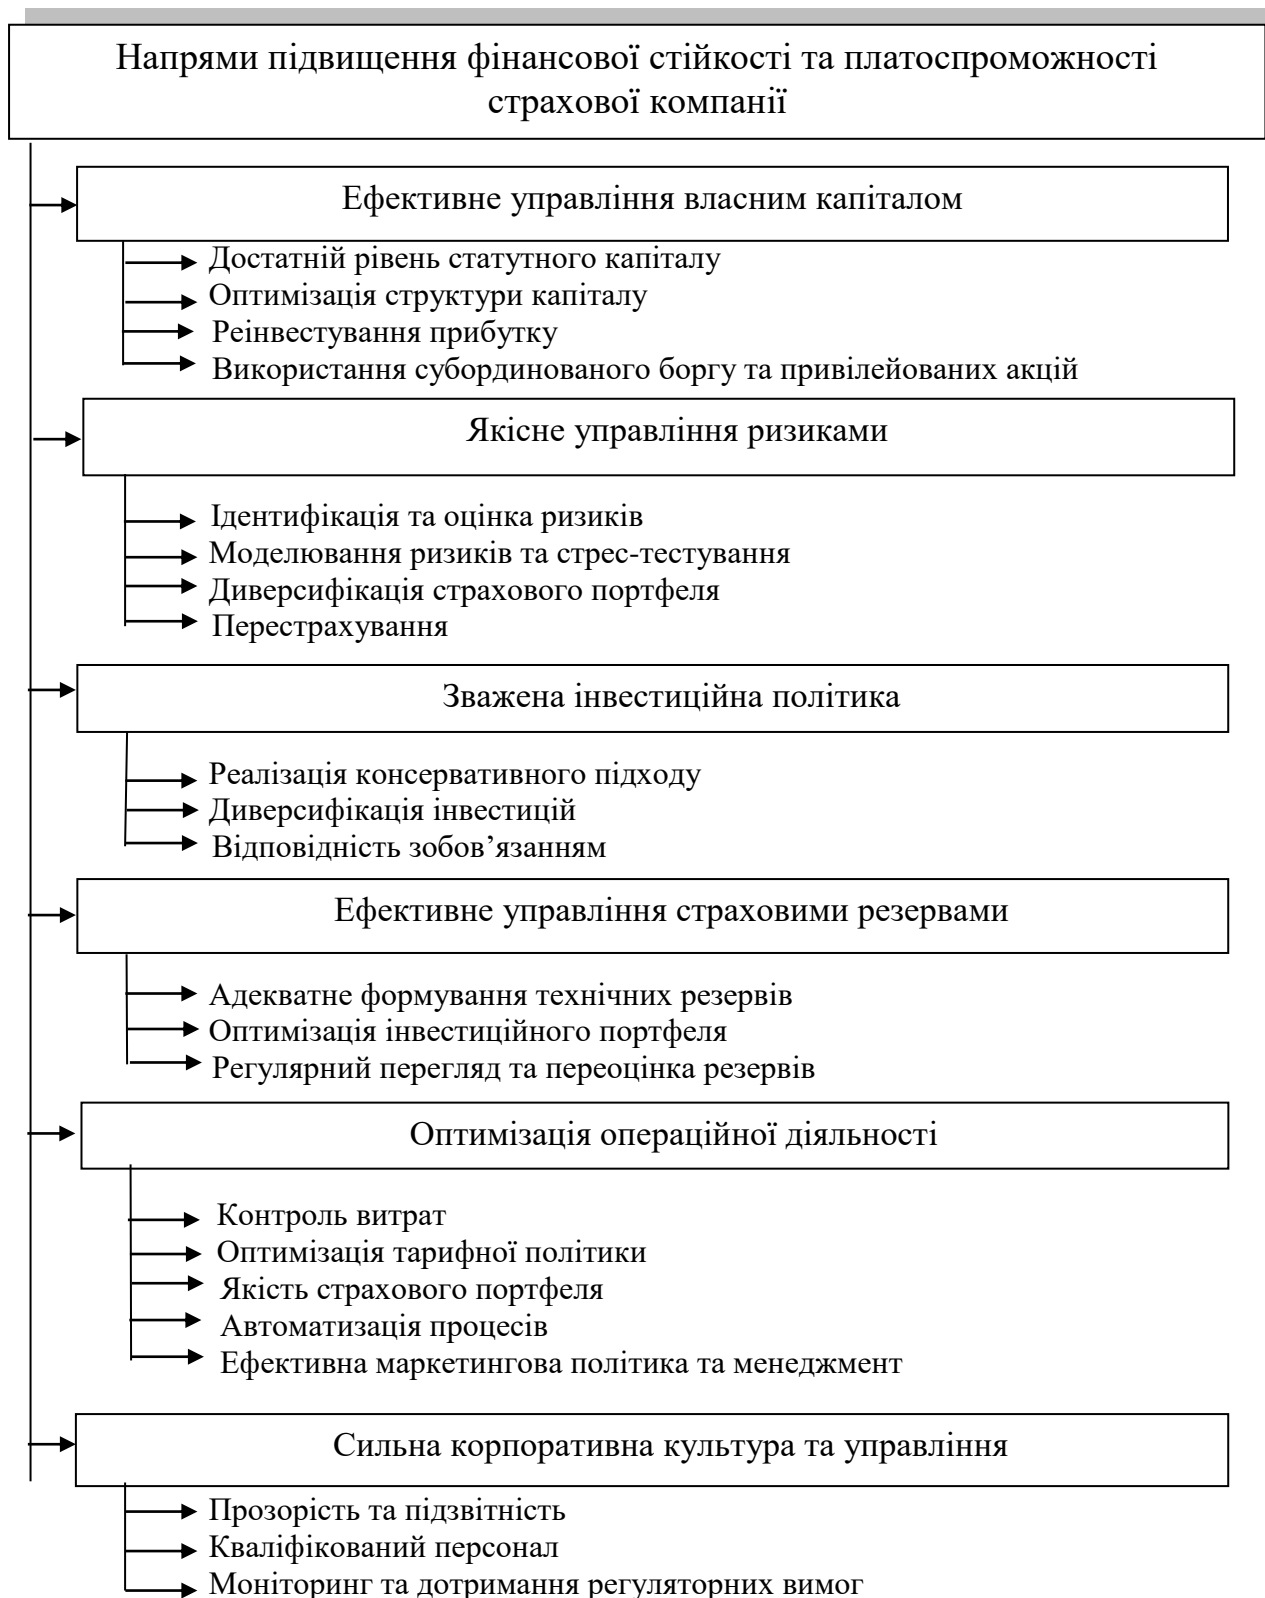 Напрями підвищення фінансової стійкості та платоспроможності
страхової компанії
Ефективне управління власним капіталом
Достатній рівень статутного капіталу
Оптимізація структури капіталу
Реінвестування прибутку
Використання субординованого боргу та привілейованих акцій
Якісне управління ризиками
Ідентифікація та оцінка ризиків
Моделювання ризиків та стрес-тестування
Диверсифікація страхового портфеля
Перестрахування
Зважена інвестиційна політика
Реалізація консервативного підходу
Диверсифікація інвестицій
Відповідність зобов’язанням
Ефективне управління страховими резервами
Адекватне формування технічних резервів
Оптимізація інвестиційного портфеля
Регулярний перегляд та переоцінка резервів
Оптимізація операційної діяльності
Контроль витрат
Оптимізація тарифної політики
Якість страхового портфеля
Автоматизація процесів
Ефективна маркетингова політика та менеджмент
Сильна корпоративна культура та управління
Прозорість та підзвітність
Кваліфікований персонал
Моніторинг та дотримання регуляторних вимог